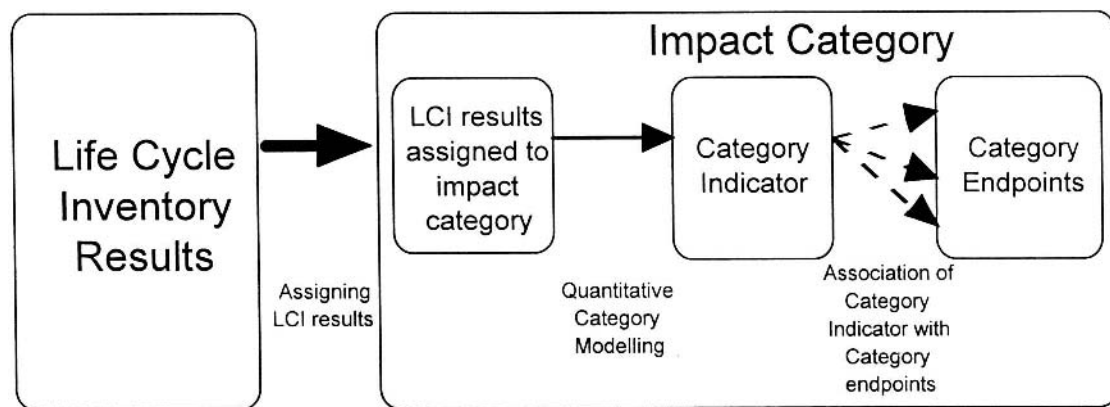 Impact Category
Life Cycle
Inventory
Results
LCI results
assigned to
impact
category
Category
Indicator
Category
Endpoints
Assigning
LCI results
Quantitative
Category
Modelling
Association of
Category
Indicator with
Category
endpoints